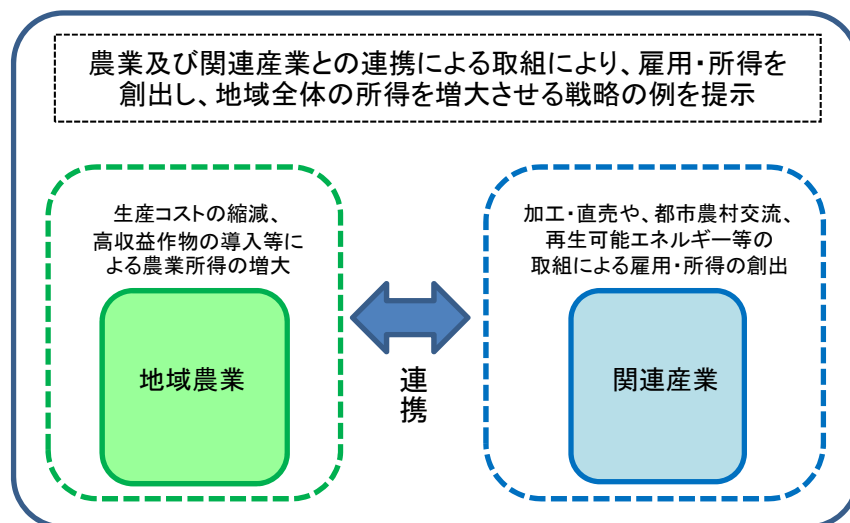 農業及び関連産業との連携による取組により、雇用・所得を
創出し、地域全体の所得を増大させる戦略の例を提示
生産コストの縮減、
高収益作物の導入等に
よる農業所得の増大
地域農業
連携
加工・直売や、都市農村交流、
再生可能エネルギー等の
取組による雇用・所得の創出
関連産業